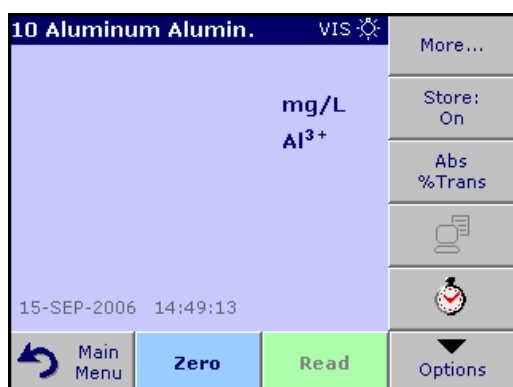 10 Aluminum Alumin. VIS
More...
mg/L
Al³⁺
Store:
On
Abs
%Trans
15-SEP-2006 14:49:13
Main
Menu
Zero
Read
Options